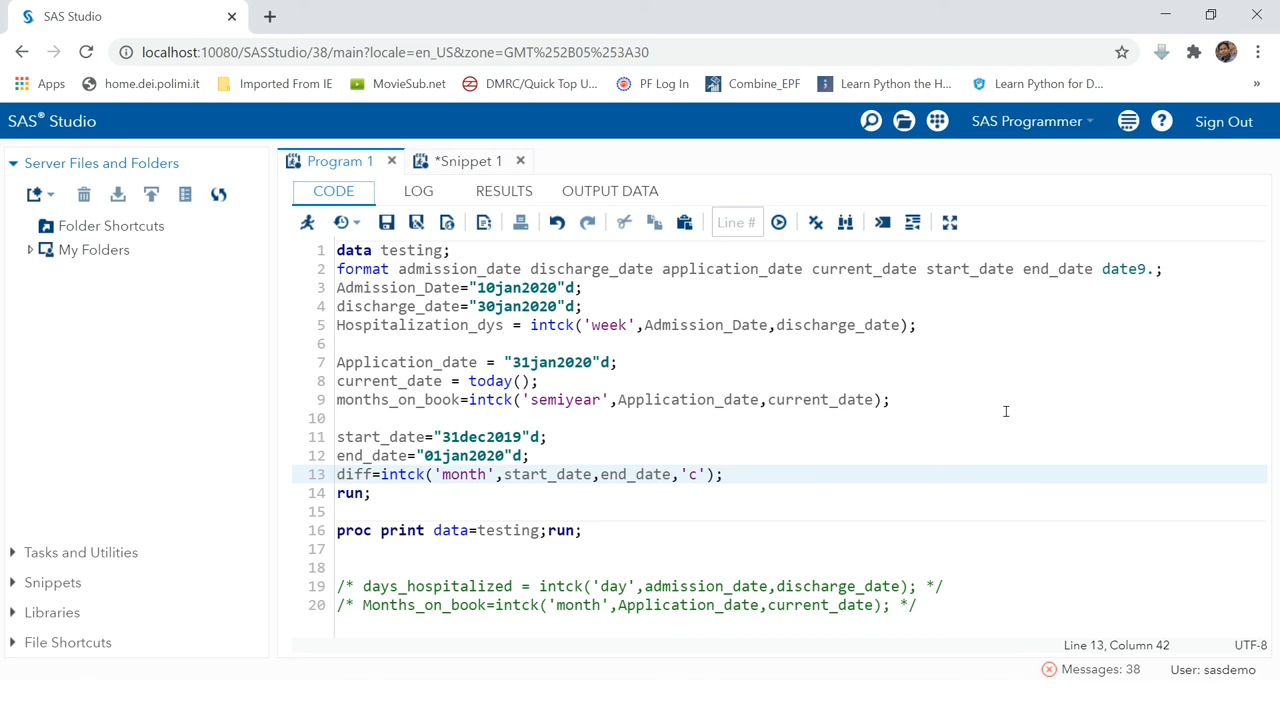 SAS Studio
localhost:10080/SASStudio/38/main?locale=en_US&zone=GMT%252B05%253A30
Apps home.dei.polimi.it Imported From IE MovieSub.net DMRC/Quick Top U... PF Log In Combine_EPF Learn Python the H... Learn Python for D... »
SAS® Studio SAS Programmer Sign Out
Server Files and Folders
Folder Shortcuts
My Folders
Tasks and Utilities
Snippets
Libraries
File Shortcuts
Program 1 *Snippet 1
CODE LOG RESULTS OUTPUT DATA
Line #
1 data testing;
2 format admission_date discharge_date application_date current_date start_date end_date date9.;
3 Admission_Date="10jan2020"d;
4 discharge_date="30jan2020"d;
5 Hospitalization_dys = intck('week',Admission_Date,discharge_date);
6
7 Application_date = "31jan2020"d;
8 current_date = today();
9 months_on_book=intck('semiyear',Application_date,current_date);
10
11 start_date="31dec2019"d;
12 end_date="01jan2020"d;
13 diff=intck('month',start_date,end_date,'c');
14 run;
15
16 proc print data=testing;run;
17
18
19 /* days_hospitalized = intck('day',admission_date,discharge_date); */
20 /* Months_on_book=intck('month',Application_date,current_date); */
Line 13, Column 42 UTF-8
Messages: 38 User: sasdemo